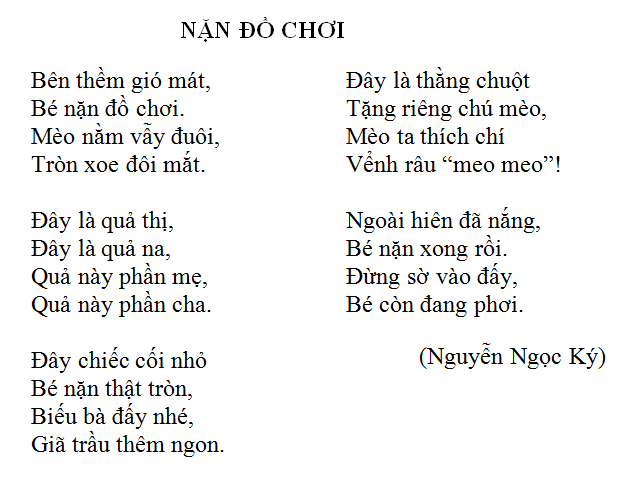 NẶN ĐỒ CHƠI
Bên thềm gió mát,
Bé nặn đồ chơi.
Mèo nằm vẫy đuôi,
Tròn xoe đôi mắt.
Đây là quả thị,
Đây là quả na,
Quả này phần mẹ,
Quả này phần cha.
Đây chiếc cối nhỏ
Bé nặn thật tròn,
Biếu bà đấy nhé,
Giã trầu thêm ngon.
Đây là thằng chuột
Tặng riêng chú mèo,
Mèo ta thích chí
Vểnh râu “meo meo”!
Ngoài hiên đã nắng,
Bé nặn xong rồi.
Đừng sờ vào đấy,
Bé còn đang phơi.
(Nguyễn Ngọc Ký)